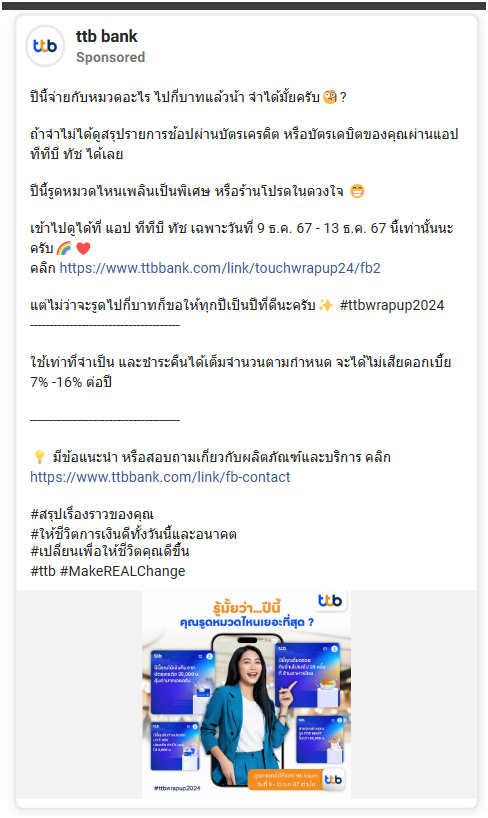 ttb bank
Sponsored
ปีนี้จ่ายกับหมวดอะไร ไปกี่บาทแล้วน้า จำได้มั้ยครับ🧐?
ถ้าจำไม่ได้ดูสรุปรายการช้อปผ่านบัตรเครดิต หรือบัตรเดบิตของคุณผ่านแอป
ทีทีบี ทัช ได้เลย
ปีนี้รูดหมวดไหนเพลินเป็นพิเศษ หรือร้านโปรดในดวงใจ 😁
เข้าไปดูได้ที่ แอป ทีทีบี ทัช เฉพาะวันที่ 9 ธ.ค. 67 - 13 ธ.ค. 67 นี้เท่านั้นนะ
ครับ🌈❤️
คลิก https://www.ttbbank.com/link/touchwrapup24/fb2
แต่ไม่ว่าจะรูดไปกี่บาทก็ขอให้ทุกปีเป็นปีที่ดีนะครับ✨ #ttbwrapup2024
--------------------------------------
ใช้เท่าที่จำเป็น และชำระคืนได้เต็มจำนวนตามกำหนด จะได้ไม่เสียดอกเบี้ย
7% -16% ต่อปี
--------------------------------------
💡 มีข้อแนะนำ หรือสอบถามเกี่ยวกับผลิตภัณฑ์และบริการ คลิก
https://www.ttbbank.com/link/fb-contact
#สรุปเรื่องราวของคุณ
#ให้ชีวิตการเงินดีทั้งวันนี้และอนาคต
#เปลี่ยนเพื่อให้ชีวิตคุณดีขึ้น
#ttb #MakeREALChange
ttb
รู้มั้ยว่า...ปีนี้
คุณรูดหมวดไหนเยอะที่สุด ?
#ttbwrapup2024
วันที่ 9 - 13 ธ.ค. 67 เท่านั้น
ttb